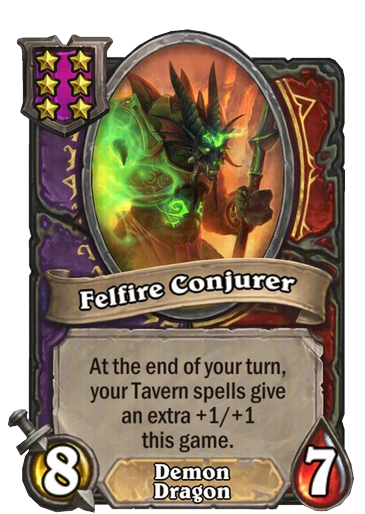 Felfire Conjurer
At the end of your turn,
your Tavern spells give
an extra +1/+1
this game.
8
Demon
Dragon
7